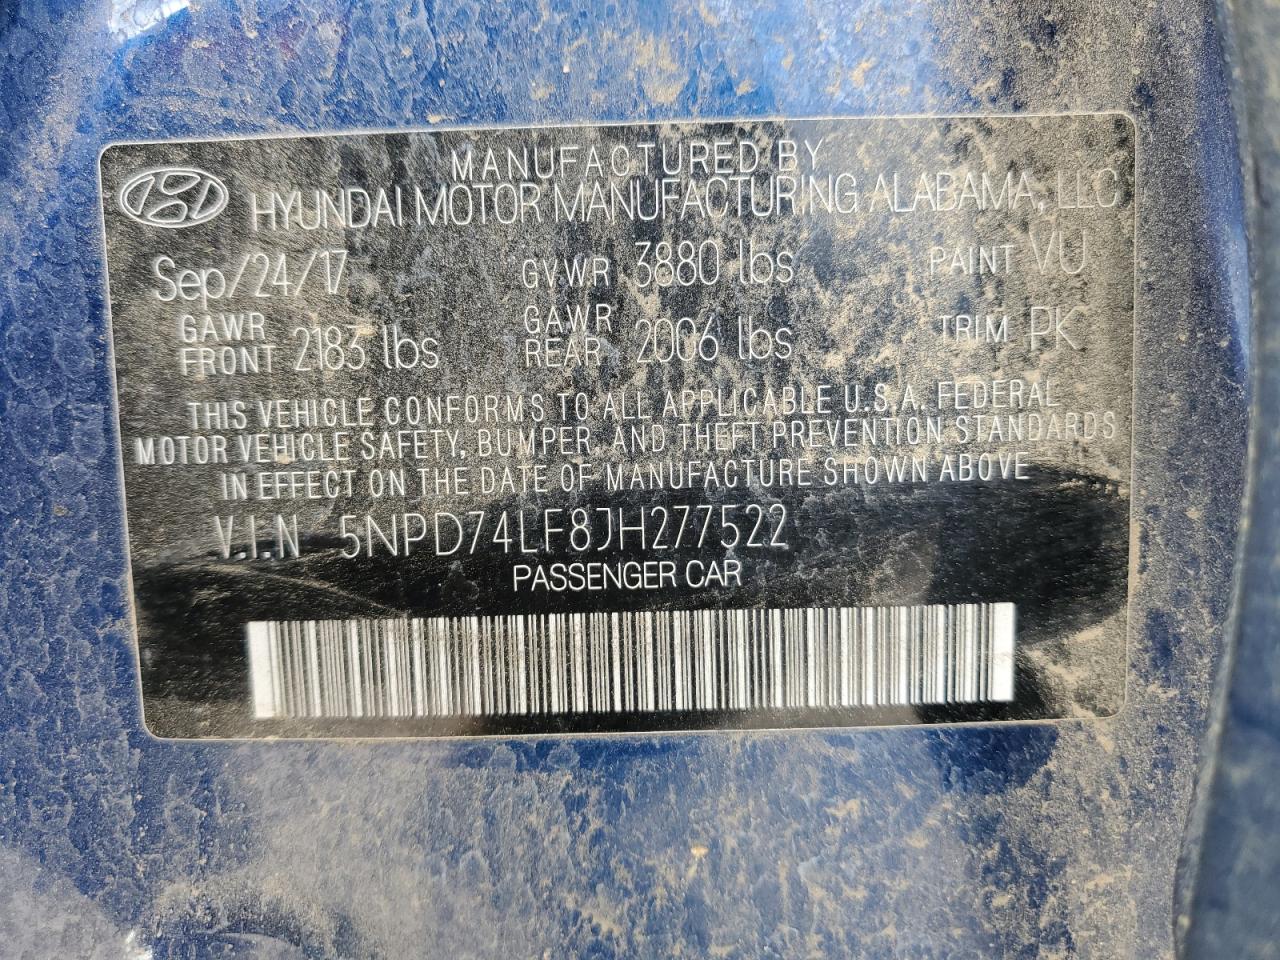 MANUFACTURED BY
HYUNDAI MOTOR MANUFACTURING ALABAMA, LLC
Sep/24/17 GVWR 3880 lbs PAINT VU
GAWR FRONT 2183 lbs GAWR REAR 2006 lbs TRIM PK
THIS VEHICLE CONFORMS TO ALL APPLICABLE U.S.A. FEDERAL
MOTOR VEHICLE SAFETY, BUMPER, AND THEFT PREVENTION STANDARDS
IN EFFECT ON THE DATE OF MANUFACTURE SHOWN ABOVE
V.I.N 5NPD74LF8JH277522
PASSENGER CAR